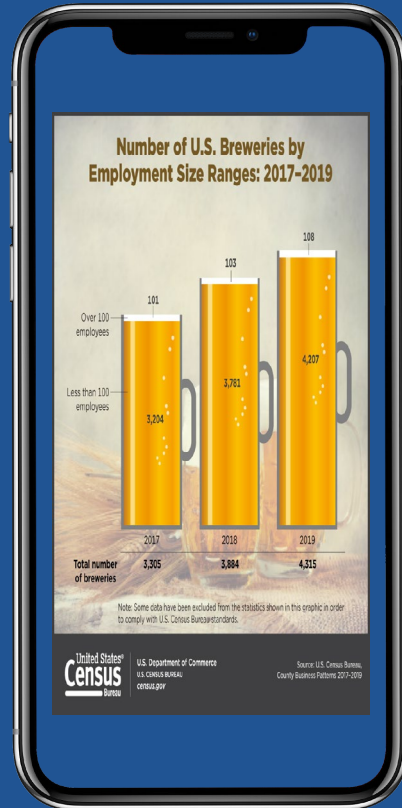 Number of U.S. Breweries by
Employment Size Ranges: 2017–2019
108
103
101
Over 100
employees
4,207
3,781
Less than 100
employees
3,204
2017 2018 2019
Total number
of breweries
3,305 3,884 4,315
Note: Some data have been excluded from the statistics shown in this graphic in order
to comply with U.S. Census Bureau standards.
United States®
Census
Bureau
U.S. Department of Commerce
U.S. CENSUS BUREAU
census.gov
Source: U.S. Census Bureau,
County Business Patterns 2017-2019